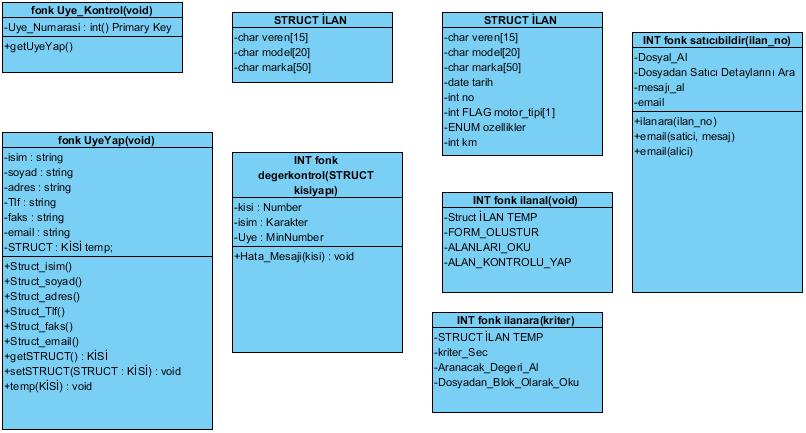 fonk Uye_Kontrol(void)
-Uye_Numarasi : int() Primary Key
+getUyeYap()
STRUCT İLAN
-char veren[15]
-char model[20]
-char marka[50]
STRUCT İLAN
-char veren[15]
-char model[20]
-char marka[50]
-date tarih
-int no
-int FLAG motor_tipi[1]
-ENUM ozellikler
-int km
INT fonk satıcıbildir(ilan_no)
-Dosyal_Al
-Dosyadan Satıcı Detaylarını Ara
-mesajı_al
-email
+ilanara(ilan_no)
+email(satici, mesaj)
+email(alici)
fonk UyeYap(void)
-isim : string
-soyad : string
-adres : string
-Tlf : string
-faks : string
-email : string
-STRUCT : KİSİ temp;
+Struct_isim()
+Struct_soyad()
+Struct_adres()
+Struct_Tlf()
+Struct_faks()
+Struct_email()
+getSTRUCT() : KİSİ
+setSTRUCT(STRUCT : KİSİ) : void
+temp(KİSİ) : void
INT fonk
degerkontrol(STRUCT
kisiyapı)
-kisi : Number
-isim : Karakter
-Uye : MinNumber
+Hata_Mesaji(kisi) : void
INT fonk ilanal(void)
-Struct İLAN TEMP
-FORM_OLUSTUR
-ALANLARI_OKU
-ALAN_KONTROLU_YAP
INT fonk ilanara(kriter)
-STRUCT İLAN TEMP
-kriter_Sec
-Aranacak_Degeri_Al
-Dosyadan_Blok_Olarak_Oku